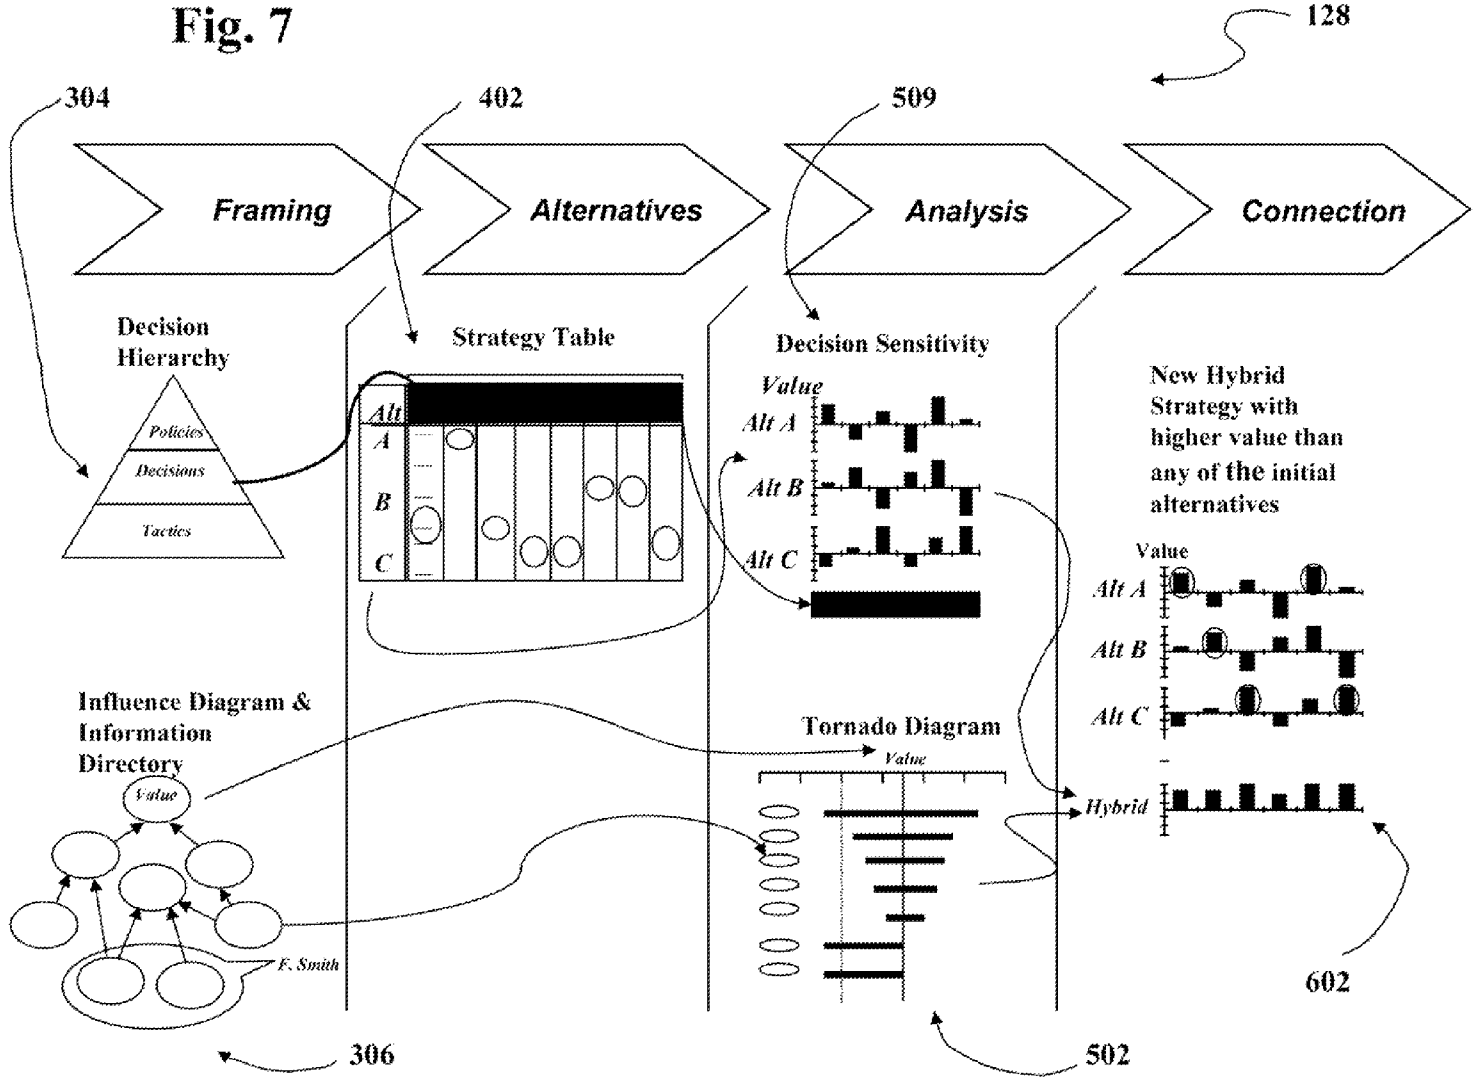 Fig. 7
128
304
402
509
Framing
Alternatives
Analysis
Connection
Decision
Hierarchy
Policies
Decisions
Tactics
Strategy Table
Alt
A
B
C
Decision Sensitivity
Value
Alt A
Alt B
Alt C
New Hybrid
Strategy with
higher value than
any of the initial
alternatives
Value
Alt A
Alt B
Alt C
Hybrid
602
Influence Diagram &
Information
Directory
Value
F. Smith
306
Tornado Diagram
Value
502